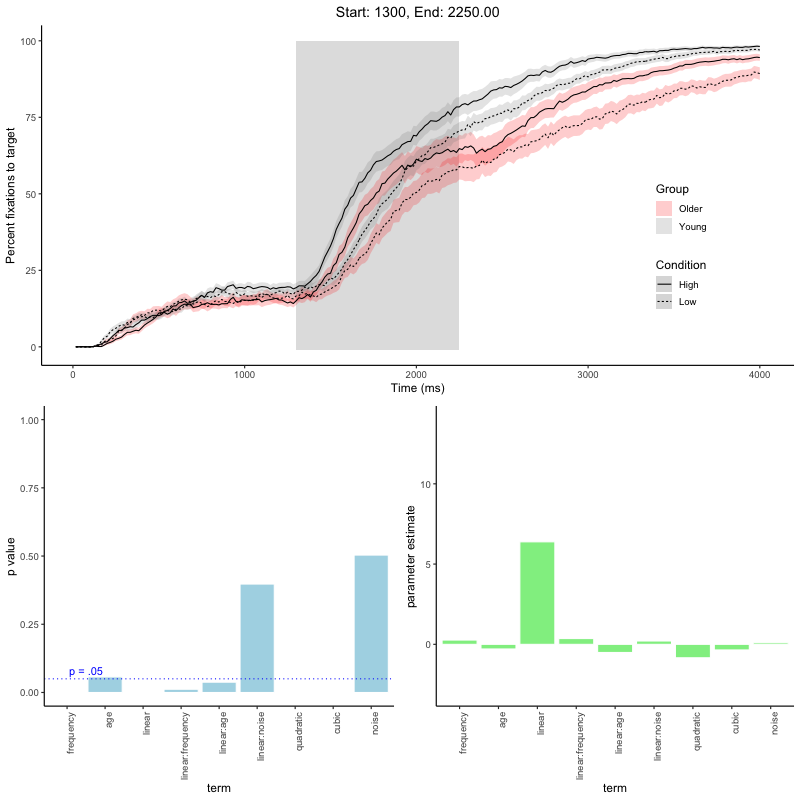 Start: 1300, End: 2250.00
Percent fixations to target
100
75
50
25
0
0
1000
2000
3000
4000
Time (ms)
Group
Older
Young
Condition
High
Low
p value
1.00
0.75
0.50
0.25
0.00
p = .05
frequency
age
linear
linear:frequency
linear:age
linear:noise
quadratic
cubic
noise
term
parameter estimate
10
5
0
frequency
age
linear
linear:frequency
linear:age
linear:noise
quadratic
cubic
noise
term